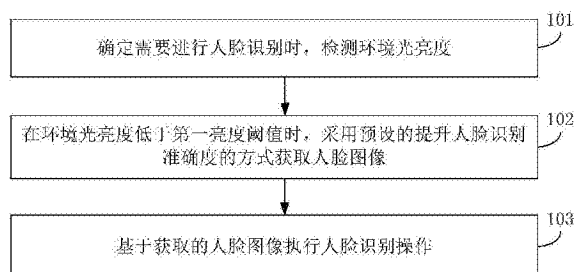 101
确定需要进行人脸识别时，检测环境光亮度
102
在环境光亮度低于第一亮度阈值时，采用预设的提升人脸识别
准确度的方式获取人脸图像
103
基于获取的人脸图像执行人脸识别操作